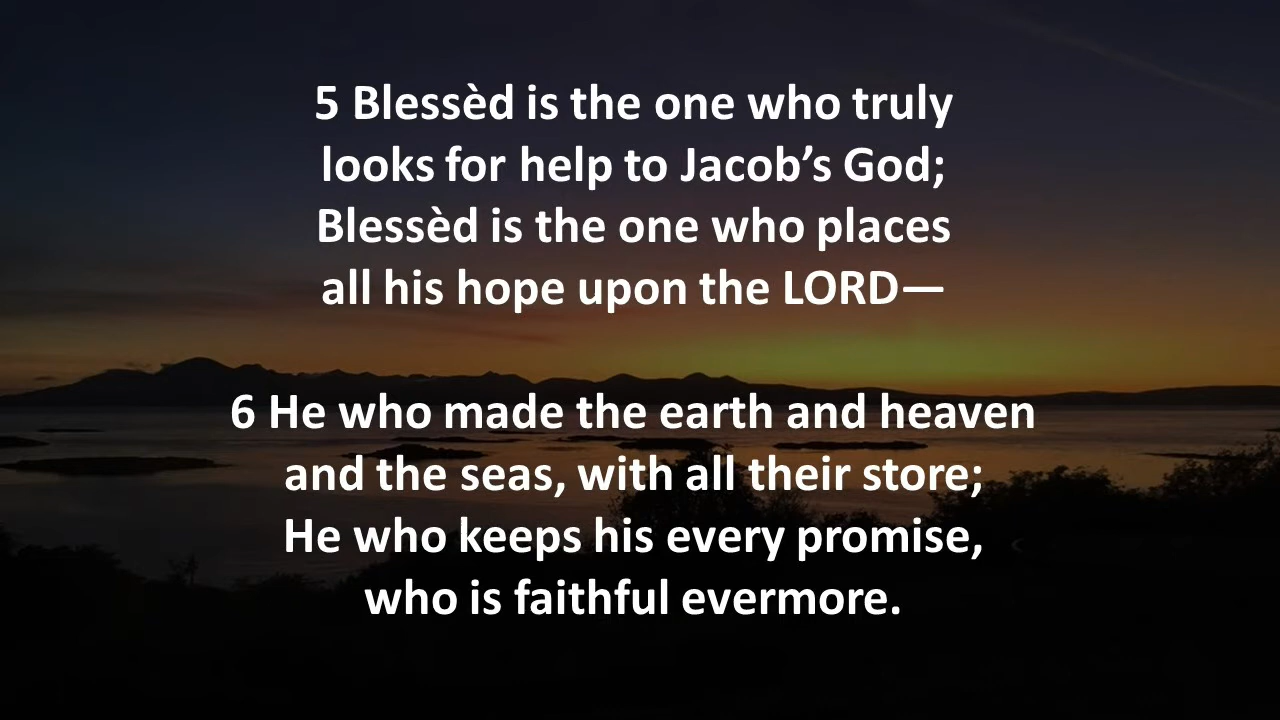 5 Blessèd is the one who truly
looks for help to Jacob’s God;
Blessèd is the one who places
all his hope upon the LORD—
6 He who made the earth and heaven
and the seas, with all their store;
He who keeps his every promise,
who is faithful evermore.